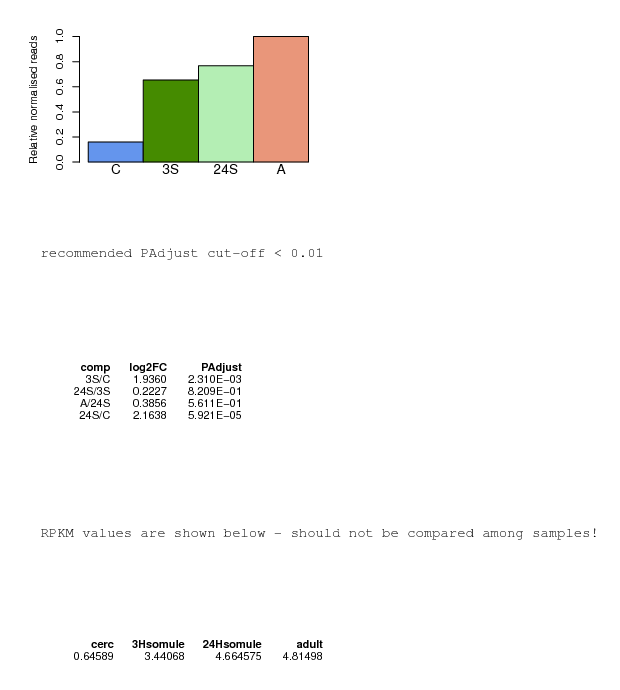 Relative normalised reads
1.0
0.8
0.6
0.4
0.2
0.0
C 3S 24S A
recommended PAdjust cut-off < 0.01
comp log2FC PAdjust
3S/C 1.9360 2.310E-03
24S/3S 0.2227 8.209E-01
A/24S 0.3856 5.611E-01
24S/C 2.1638 5.921E-05
RPKM values are shown below - should not be compared among samples!
cerc 3Hsomule 24Hsomule adult
0.64589 3.44068 4.664575 4.81498